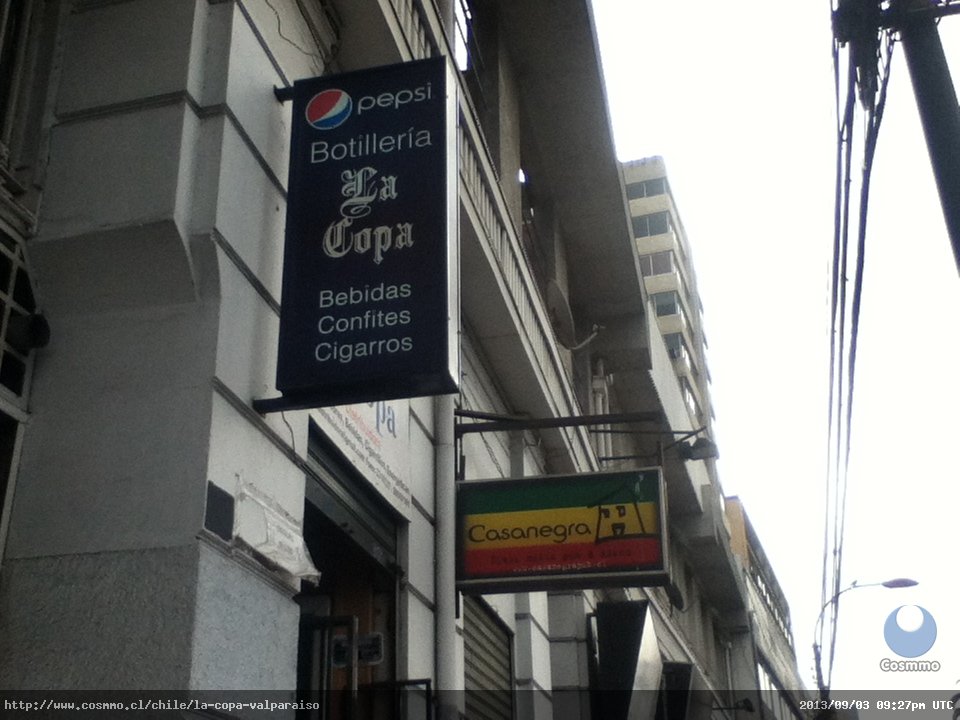 pepsi
Botillería
La
Copa
Bebidas
Confites
Cigarros
Casanegra
Cosmmo
http://www.cosmmo.cl/chile/la-copa-valparaiso
2013/09/03 09:27pm UTC